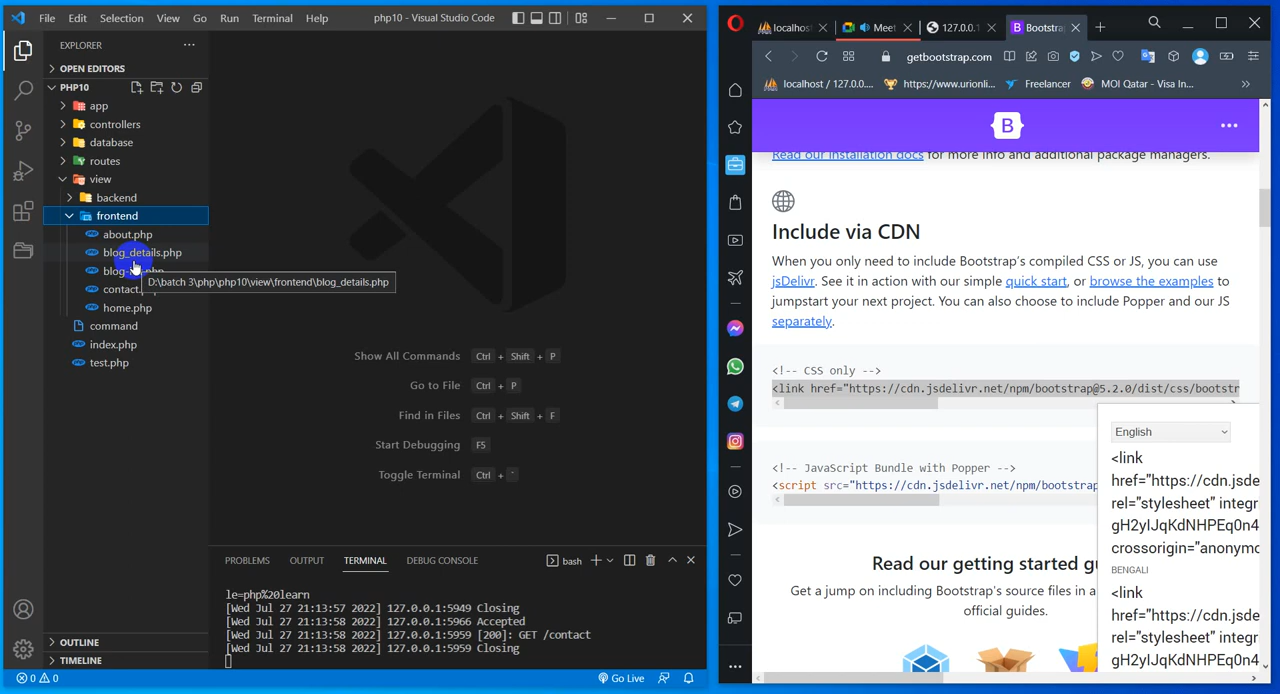 File Edit Selection View Go Run Terminal Help php10 - Visual Studio Code
EXPLORER
OPEN EDITORS
PHP10
app
controllers
database
routes
view
backend
frontend
about.php
blog_details.php
D:\batch 3\php\php10\view\frontend\blog_details.php
home.php
command
index.php
test.php
OUTLINE
TIMELINE
Show All Commands Ctrl + Shift + P
Go to File Ctrl + P
Find in Files Ctrl + Shift + F
Start Debugging F5
Toggle Terminal Ctrl + `
PROBLEMS OUTPUT TERMINAL DEBUG CONSOLE bash
le=php%20learn
[Wed Jul 27 21:13:57 2022] 127.0.0.1:5949 Closing
[Wed Jul 27 21:13:58 2022] 127.0.0.1:5966 Accepted
[Wed Jul 27 21:13:58 2022] 127.0.0.1:5959 [200]: GET /contact
[Wed Jul 27 21:13:58 2022] 127.0.0.1:5959 Closing
0 0 Go Live
localhos Meet 127.0.0.1 Bootstra
getbootstrap.com
localhost / 127.0.0.... https://www.urionli... Freelancer MOI Qatar - Visa In...
B
Read our installation docs for more info and additional package managers.
Include via CDN
When you only need to include Bootstrap’s compiled CSS or JS, you can use
jsDelivr. See it in action with our simple quick start, or browse the examples to
jumpstart your next project. You can also choose to include Popper and our JS
separately.
<!-- CSS only -->
<link href="https://cdn.jsdelivr.net/npm/bootstrap@5.2.0/dist/css/bootstr
<!-- JavaScript Bundle with Popper -->
<script src="https://cdn.jsdelivr.net/npm/bootstrap
English
<link
href="https://cdn.jsde
rel="stylesheet" integr
gH2yIJqKdNHPEq0n4
crossorigin="anonymo
BENGALI
<link
href="https://cdn.jsde
rel="stylesheet" integr
gH2yIJqKdNHPEq0n4
Read our getting started gu
Get a jump on including Bootstrap's source files in a
official guides.